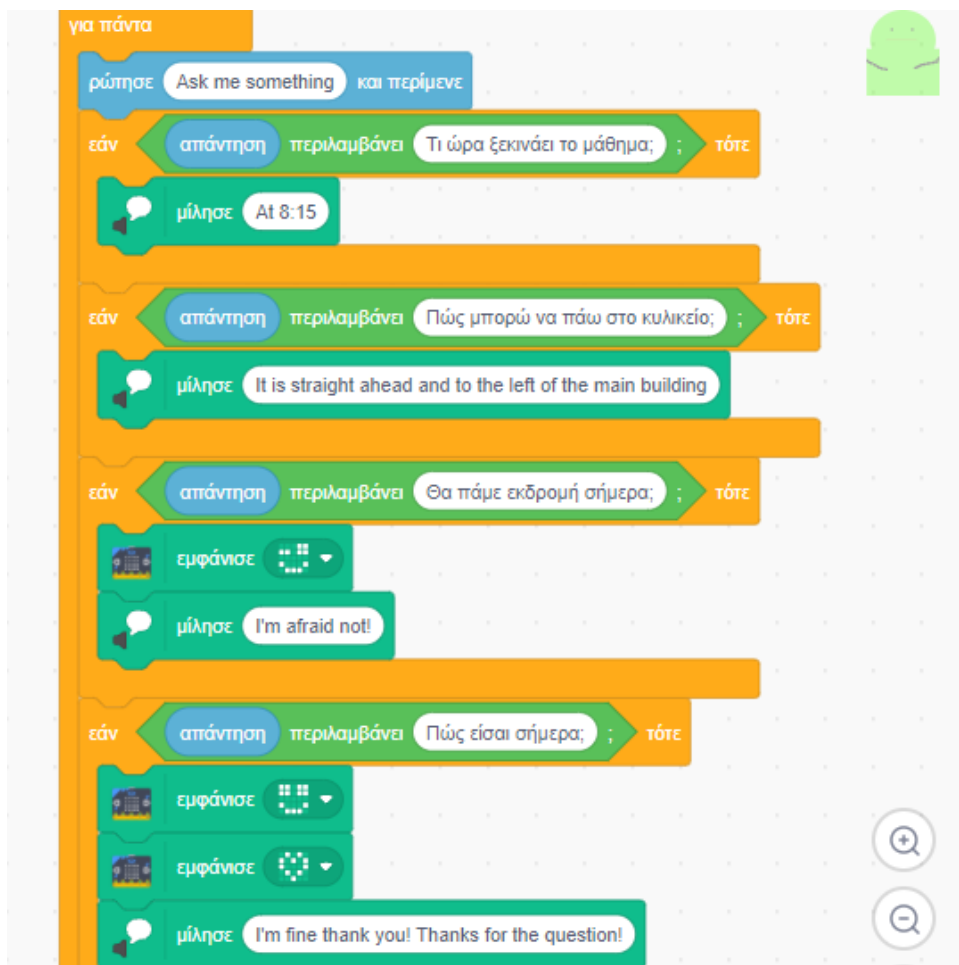 για πάντα
ρώτησε Ask me something και περίμενε
εάν απάντηση περιλαμβάνει Τι ώρα ξεκινάει το μάθημα; ; τότε
μίλησε At 8:15
εάν απάντηση περιλαμβάνει Πώς μπορώ να πάω στο κυλικείο; ; τότε
μίλησε It is straight ahead and to the left of the main building
εάν απάντηση περιλαμβάνει Θα πάμε εκδρομή σήμερα; ; τότε
εμφάνισε
μίλησε I'm afraid not!
εάν απάντηση περιλαμβάνει Πώς είσαι σήμερα; ; τότε
εμφάνισε
εμφάνισε
μίλησε I'm fine thank you! Thanks for the question!